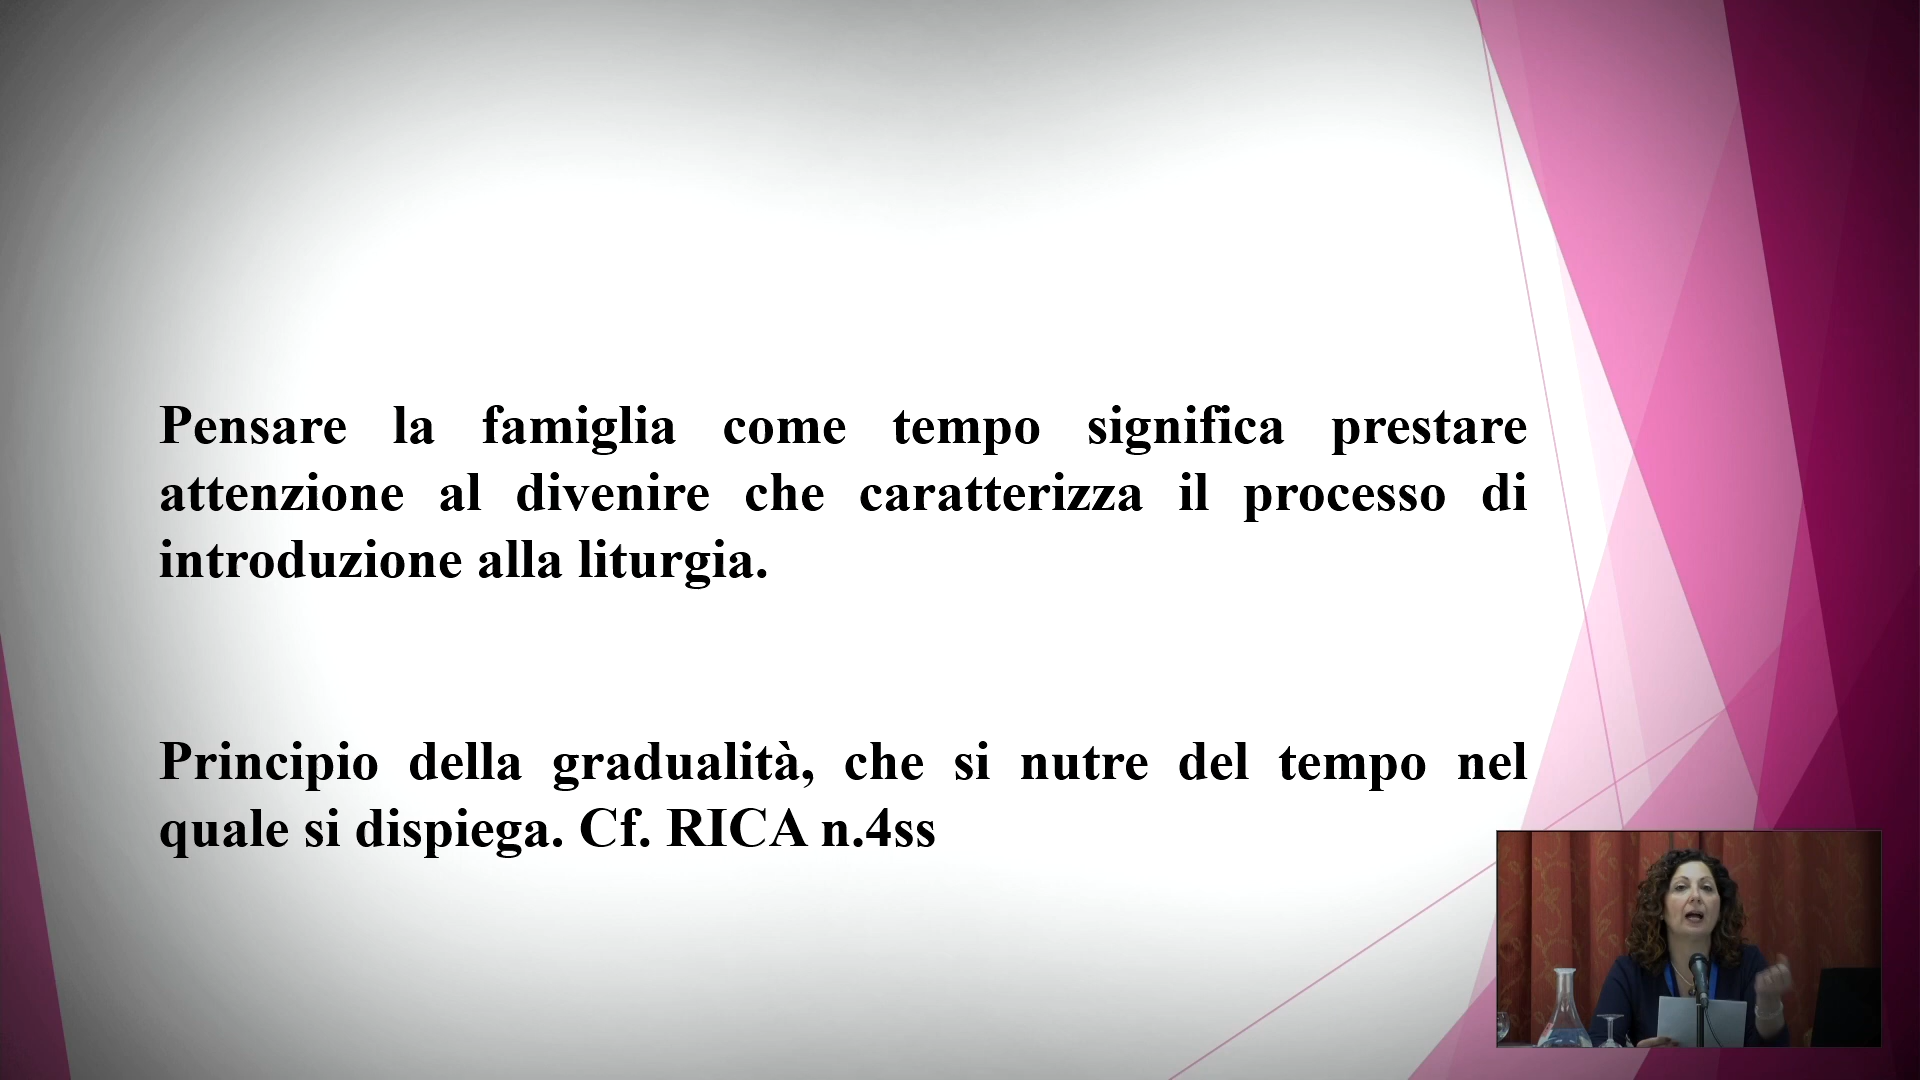 Pensare la famiglia come tempo significa prestare
attenzione al divenire che caratterizza il processo di
introduzione alla liturgia.
Principio della gradualità, che si nutre del tempo nel
quale si dispiega. Cf. RICA n.4ss